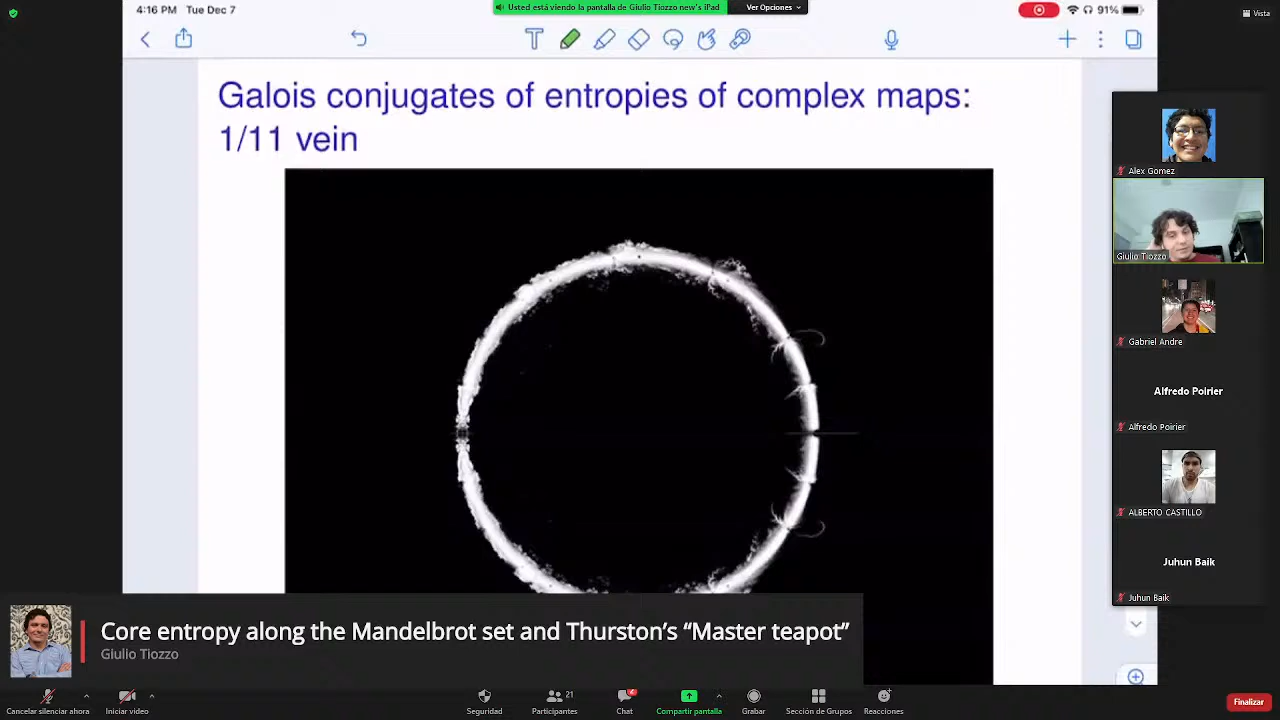 4:16 PM Tue Dec 7
Usted está viendo la pantalla de Giulio Tiozzo new's iPad
Ver Opciones
91%
Vista
Galois conjugates of entropies of complex maps:
1/11 vein
Alex Gomez
Giulio Tiozzo
Gabriel Andre
Alfredo Poirier
Alfredo Poirier
ALBERTO CASTILLO
Juhun Baik
Juhun Baik
Core entropy along the Mandelbrot set and Thurston’s “Master teapot”
Giulio Tiozzo
Cancelar silenciar ahora
Iniciar video
Seguridad
21
Participantes
2
Chat
Compartir pantalla
Grabar
Sección de Grupos
Reacciones
Finalizar